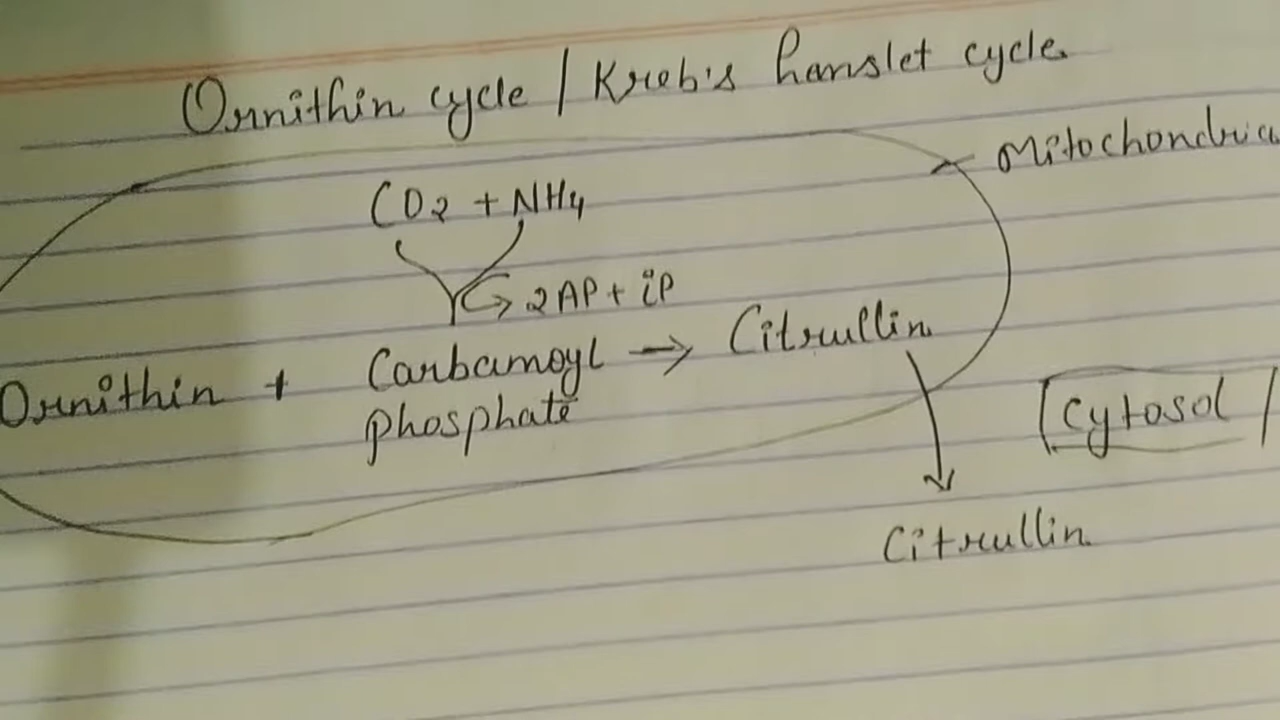 Ornithin cycle / Kreb's hanslet cycle
Mitochondria
CO2 + NH4
2AP + iP
Ornithin + Carbamoyl → Citrullin
phosphate
Cytosol
Citrullin